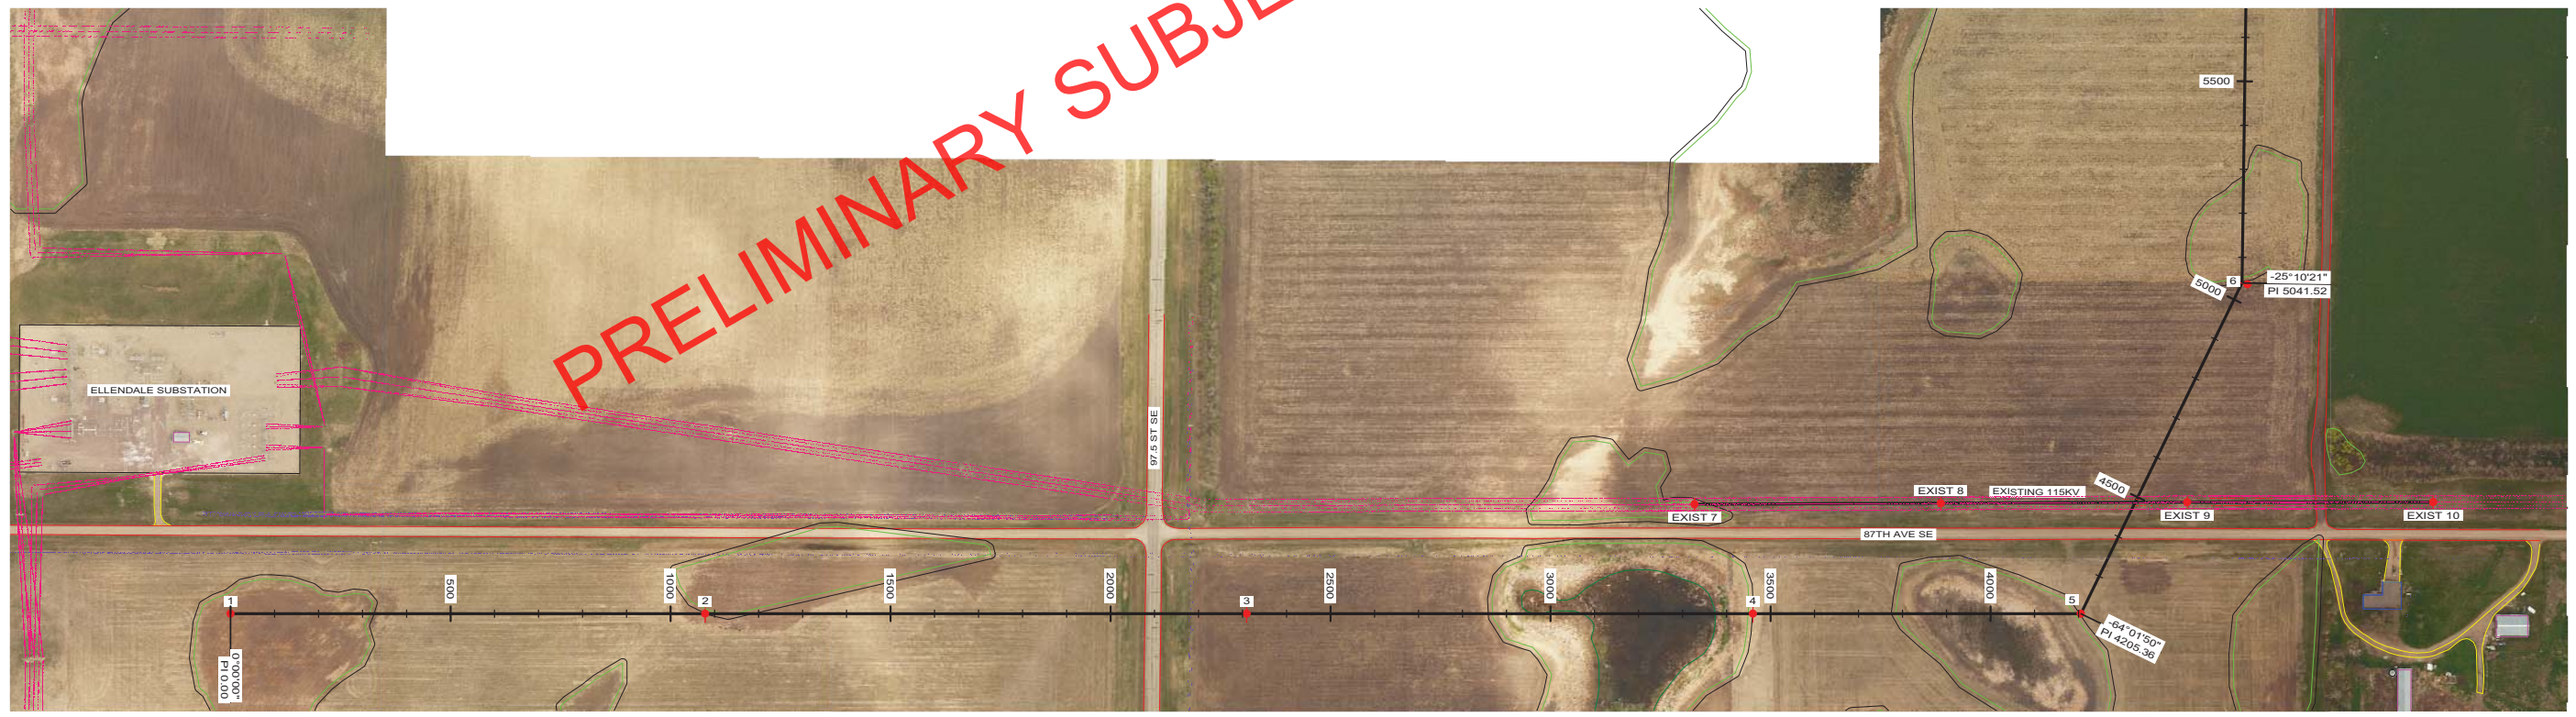 PRELIMINARY SUBJE
5500
6
-25°10'21"
PI 5041.52
5000
ELLENDALE SUBSTATION
97.5 ST SE
4500
EXIST 8
EXISTING 115KV
EXIST 7
EXIST 9
EXIST 10
87TH AVE SE
500
1000
1500
2000
2500
3000
3500
4000
1
2
3
4
5
0°00'00"
PI 0.00
-64°01'50"
PI 4205.36